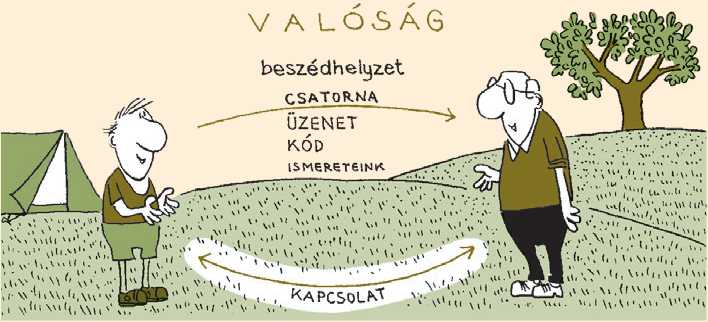 VALÓSÁG
beszédhelyzet
CSATORNA
ÜZENET
KÓD
ISMERETEINK
KAPCSOLAT